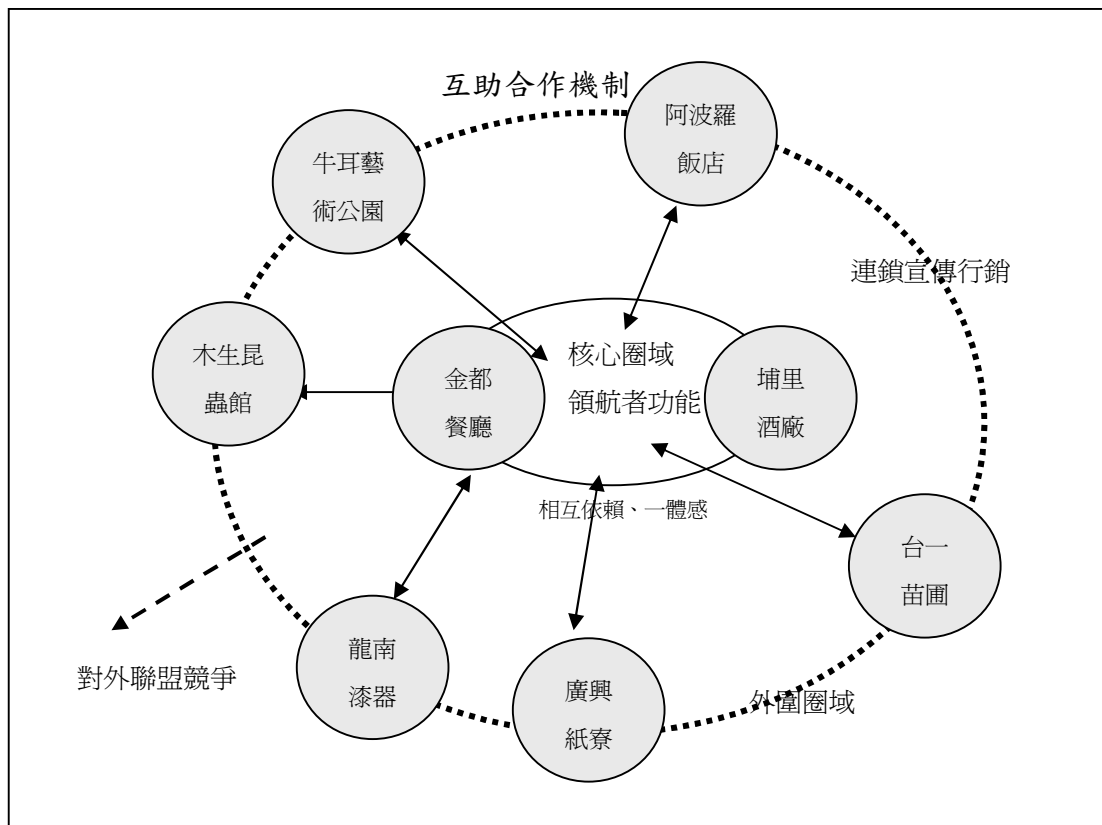 互助合作機制
阿波羅
飯店
牛耳藝
術公園
連鎖宣傳行銷
木生昆
蟲館
金都
餐廳
核心圈域
領航者功能
埔里
酒廠
相互依賴、一體感
台一
苗圃
對外聯盟競爭
龍南
漆器
廣興
紙寮
外圍圈域